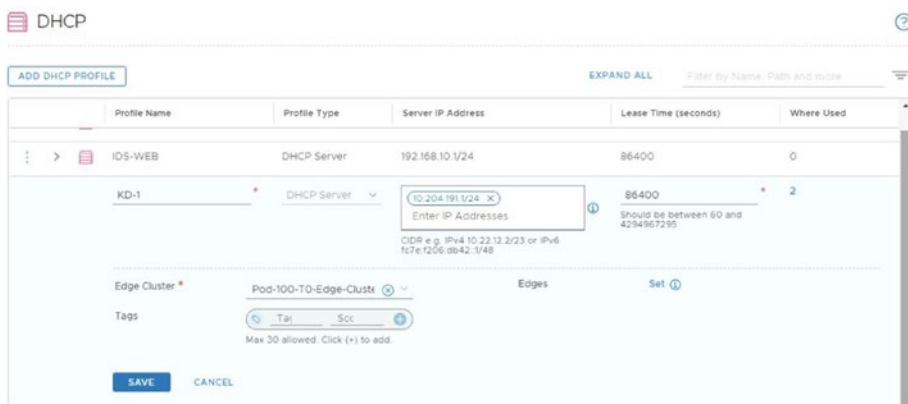 DHCP
ADD DHCP PROFILE
EXPAND ALL
Filter by Name, Path and more
Profile Name Profile Type Server IP Address Lease Time (seconds) Where Used
IDS-WEB DHCP Server 192.168.10.1/24 86400 0
KD-1 * DHCP Server 10.204.191.1/24 X 86400 * 2
Enter IP Addresses
Should be between 60 and
4294967295
CIDR e.g. IPv4 10.22.12.2/23 or IPv6
fc7e:f206:db42::1/48
Edge Cluster * Pod-100-T0-Edge-Cluste Edges Set
Tags Ta Sc
Max 30 allowed. Click (+) to add.
SAVE CANCEL